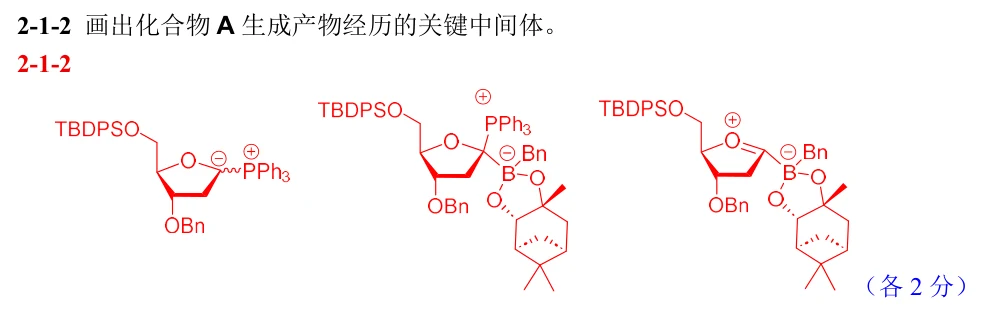 2-1-2 画出化合物 A 生成产物经历的关键中间体。
2-1-2
TBDPSO O ⊖ ⊕ PPh3 OBn
TBDPSO O ⊕ PPh3 ⊖ Bn B O O OBn
TBDPSO ⊕ O ⊖ Bn B O O OBn
（各 2 分）